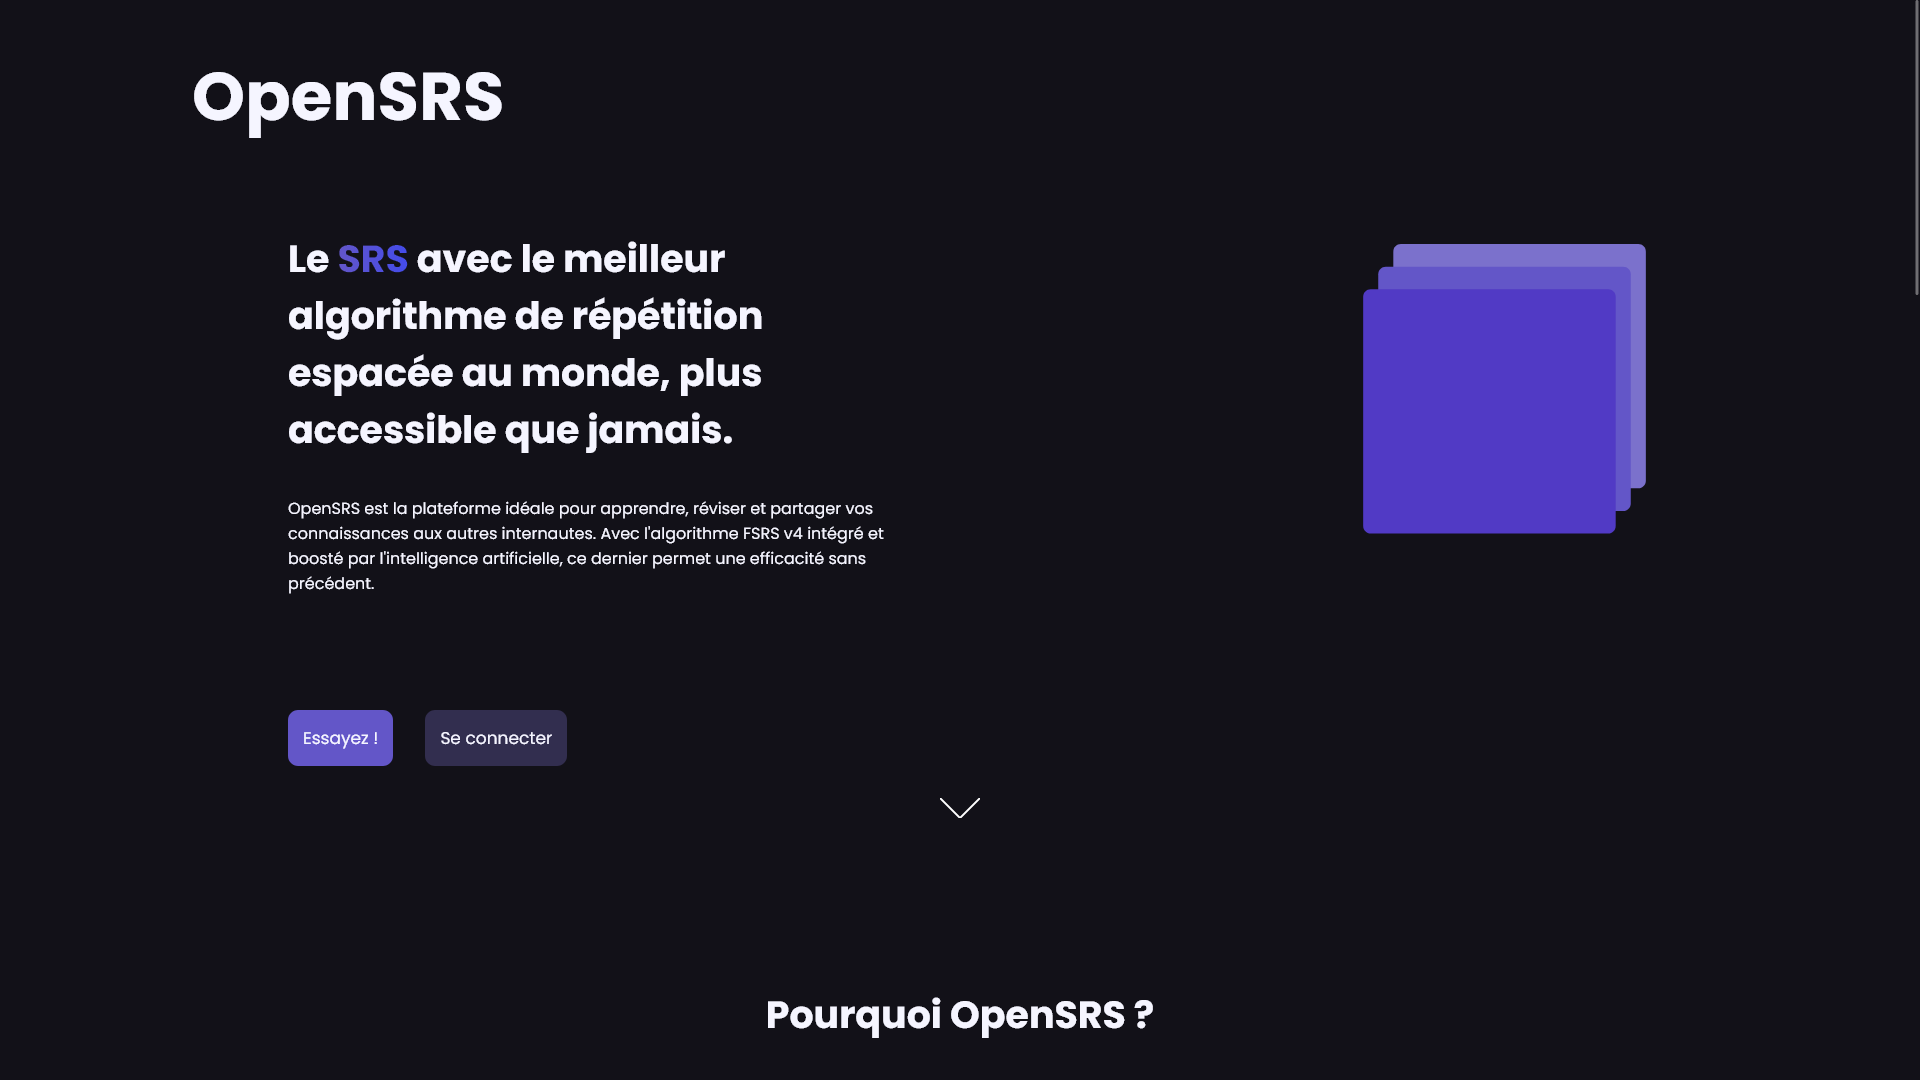 OpenSRS
Le SRS avec le meilleur
algorithme de répétition
espacée au monde, plus
accessible que jamais.
OpenSRS est la plateforme idéale pour apprendre, réviser et partager vos
connaissances aux autres internautes. Avec l'algorithme FSRS v4 intégré et
boosté par l'intelligence artificielle, ce dernier permet une efficacité sans
précédent.
Essayez !
Se connecter
Pourquoi OpenSRS ?